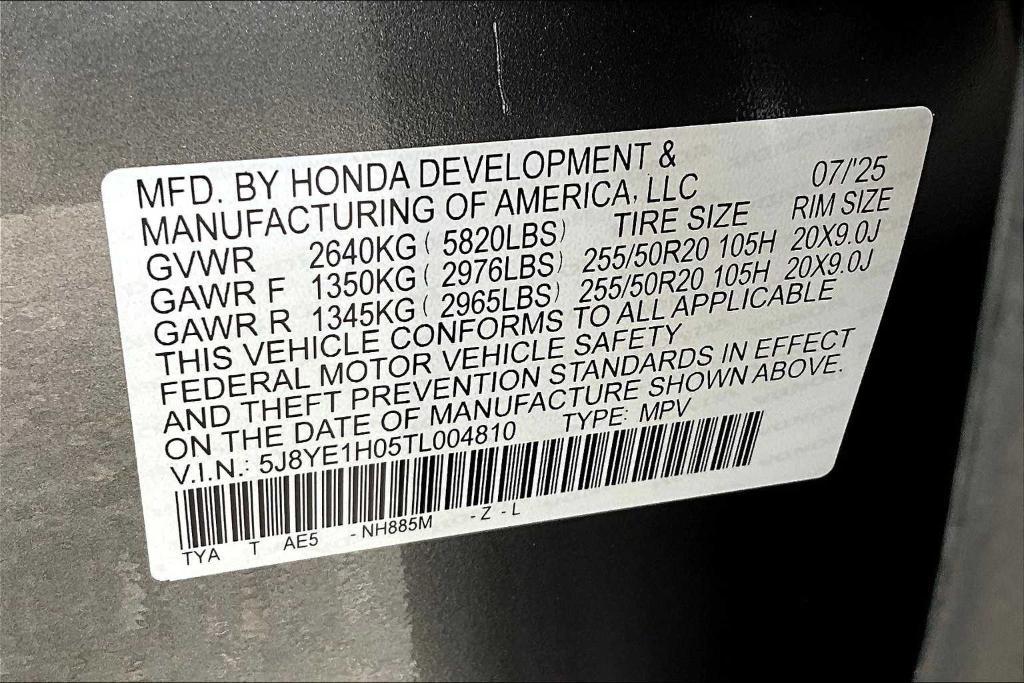 MFD. BY HONDA DEVELOPMENT & 07/'25
MANUFACTURING OF AMERICA, LLC
TIRE SIZE RIM SIZE
GVWR 2640KG ( 5820LBS)
GAWR F 1350KG ( 2976LBS) 255/50R20 105H 20X9.0J
GAWR R 1345KG ( 2965LBS) 255/50R20 105H 20X9.0J
THIS VEHICLE CONFORMS TO ALL APPLICABLE
FEDERAL MOTOR VEHICLE SAFETY
AND THEFT PREVENTION STANDARDS IN EFFECT
ON THE DATE OF MANUFACTURE SHOWN ABOVE.
V.I.N.: 5J8YE1H05TL004810 TYPE: MPV
TYA T AE5 - NH885M - Z - L